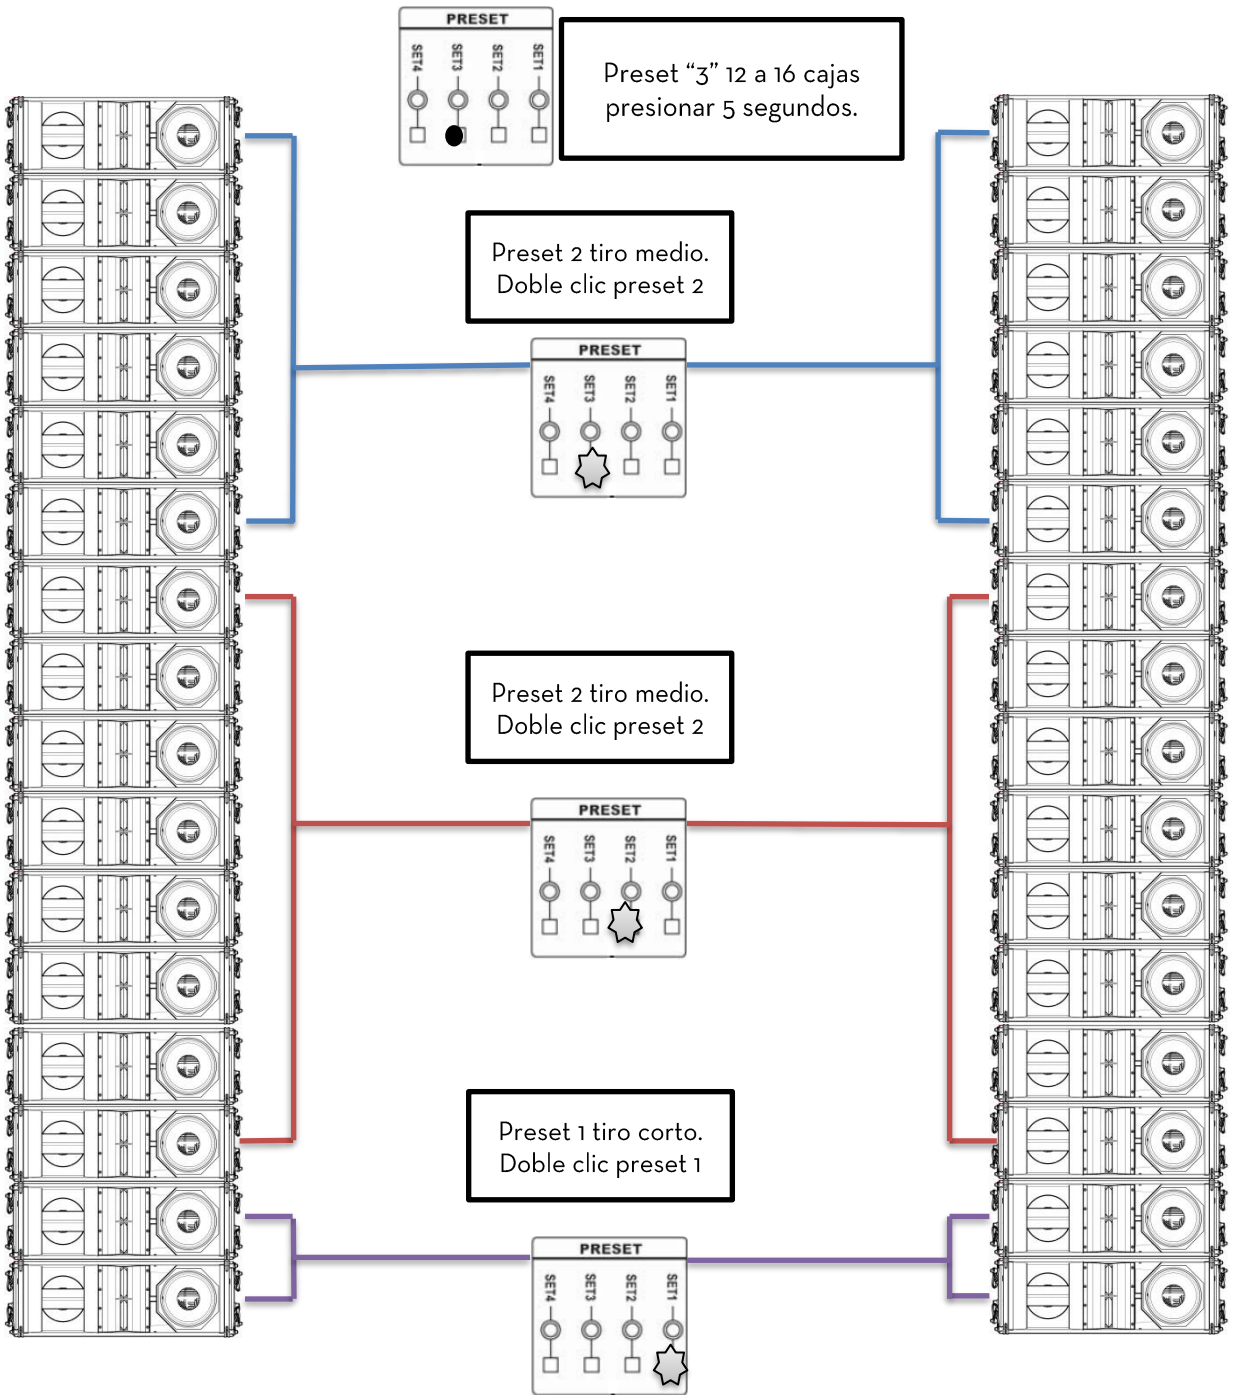 PRESET
SET4 SET3 SET2 SET1
Preset “3” 12 a 16 cajas
presionar 5 segundos.
Preset 2 tiro medio.
Doble clic preset 2
PRESET
SET4 SET3 SET2 SET1
Preset 2 tiro medio.
Doble clic preset 2
PRESET
SET4 SET3 SET2 SET1
Preset 1 tiro corto.
Doble clic preset 1
PRESET
SET4 SET3 SET2 SET1